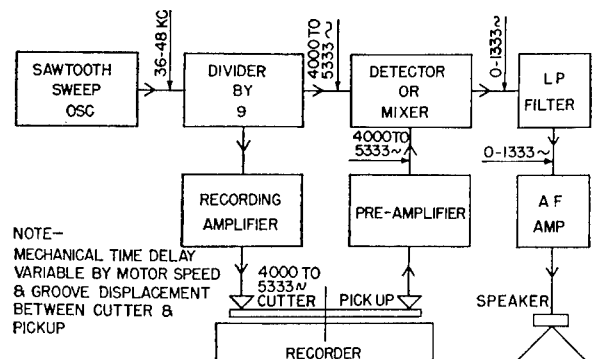 36-48 KC
SAWTOOTH
SWEEP
OSC
DIVIDER
BY
9
4000 TO
5333~
DETECTOR
OR
MIXER
0-1333~
LP
FILTER
4000 TO
5333~
0-1333~
RECORDING
AMPLIFIER
PRE-AMPLIFIER
AF
AMP
NOTE—
MECHANICAL TIME DELAY
VARIABLE BY MOTOR SPEED
& GROOVE DISPLACEMENT
BETWEEN CUTTER &
PICKUP
4000 TO
5333~
CUTTER
PICK UP
SPEAKER
RECORDER